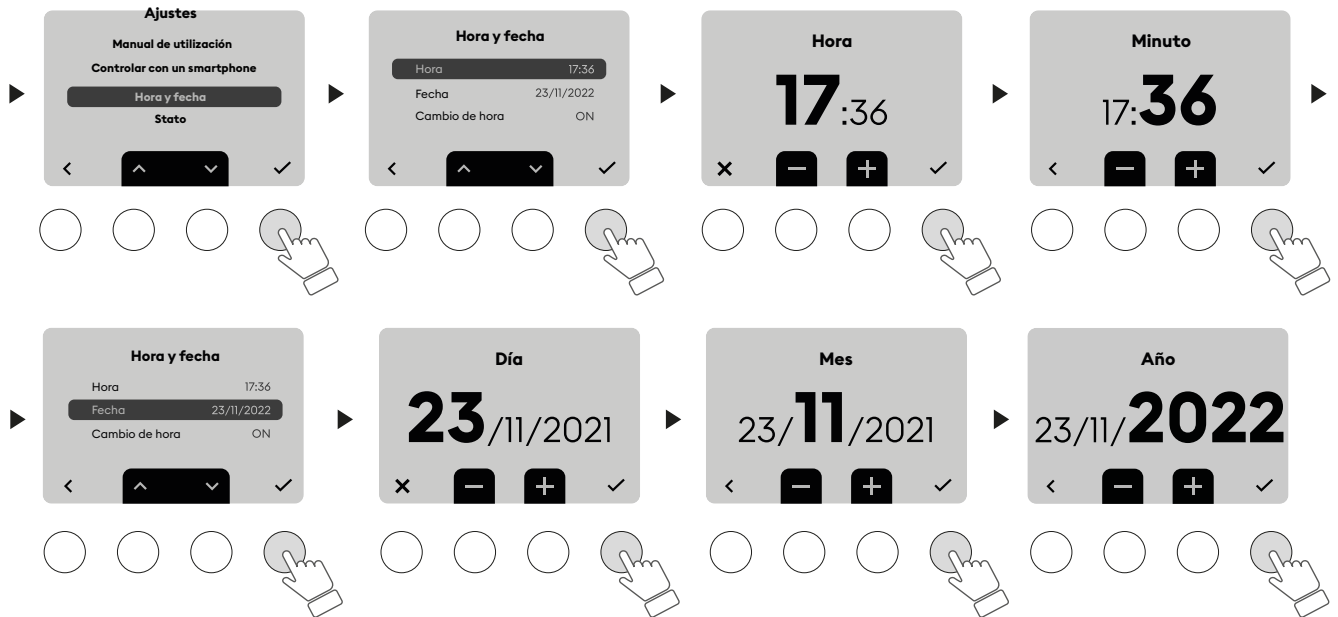 Ajustes
Manual de utilización
Controlar con un smartphone
Hora y fecha
Stato
Hora y fecha
Hora 17:36
Fecha 23/11/2022
Cambio de hora ON
Hora
17:36
Minuto
17:36
Hora y fecha
Hora 17:36
Fecha 23/11/2022
Cambio de hora ON
Día
23/11/2021
Mes
23/11/2021
Año
23/11/2022